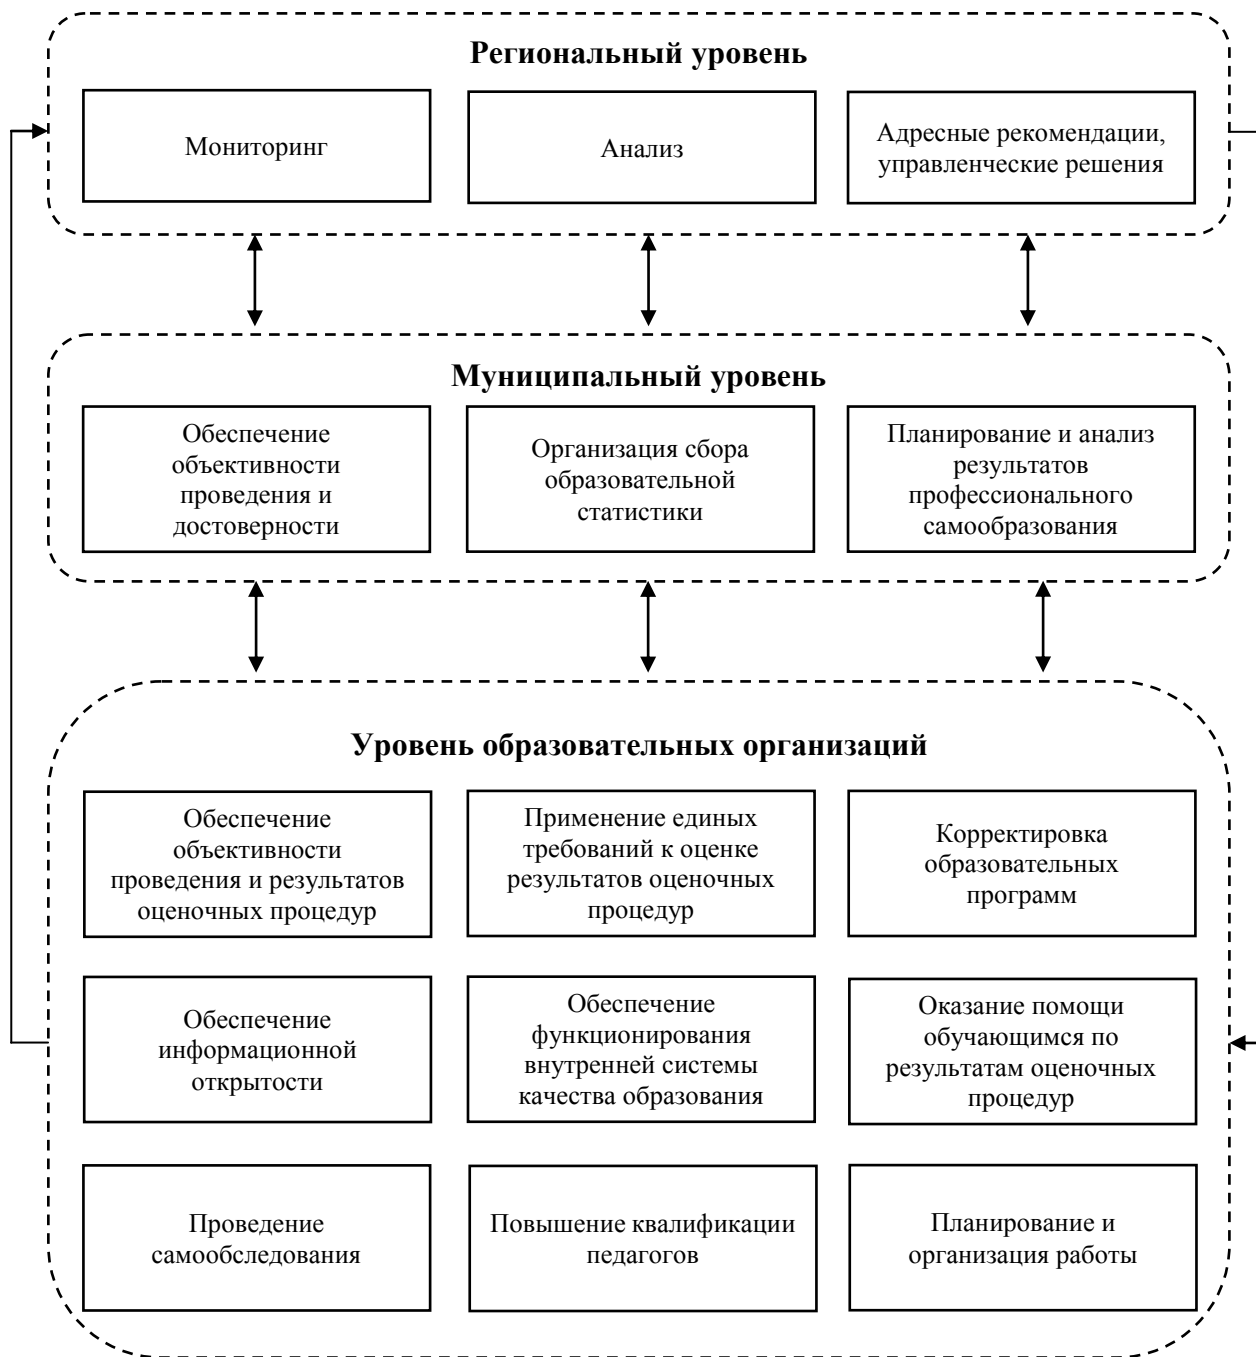 Региональный уровень
Мониторинг
Анализ
Адресные рекомендации,
управленческие решения
Муниципальный уровень
Обеспечение
объективности
проведения и
достоверности
Организация сбора
образовательной
статистики
Планирование и анализ
результатов
профессионального
самообразования
Уровень образовательных организаций
Обеспечение
объективности
проведения и результатов
оценочных процедур
Применение единых
требований к оценке
результатов оценочных
процедур
Корректировка
образовательных
программ
Обеспечение
информационной
открытости
Обеспечение
функционирования
внутренней системы
качества образования
Оказание помощи
обучающимся по
результатам оценочных
процедур
Проведение
самообследования
Повышение квалификации
педагогов
Планирование и
организация работы